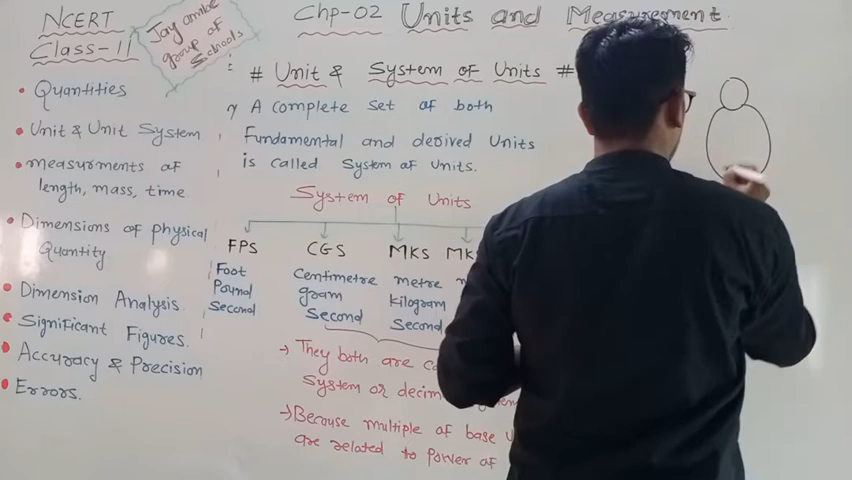 NCERT
Class-11
Jay ambe
group of
Schools
Chp-02 Units and Measurement
# Unit & System of Units #
A complete set of both
Fundamental and derived Units
is called System of Units.
System of Units
FPS
Foot
Pound
Second
CGS
Centimetre
gram
Second
MKS
metre
kilogram
Second
MK
→ They both are
System or
→ Because multiple of base
are related to Power of
• Quantities
• Unit & Unit System
• measurments of
length, mass, time
• Dimensions of physical
Quantity
• Dimension Analysis
• Significant Figures.
• Accuracy & Precision
• Errors.